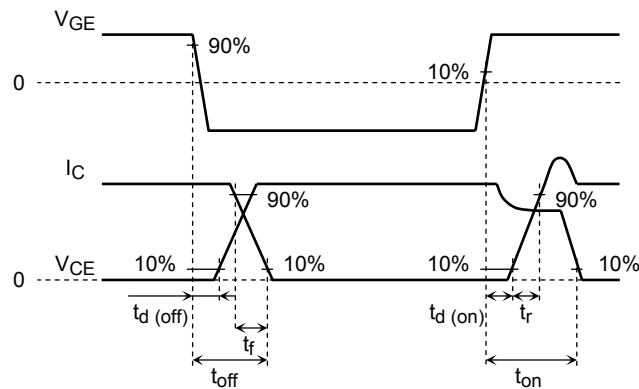 VGE
90%
10%
0
IC
90%
90%
VCE
10%
10%
10%
10%
0
td (off)
td (on)
tr
tf
toff
ton